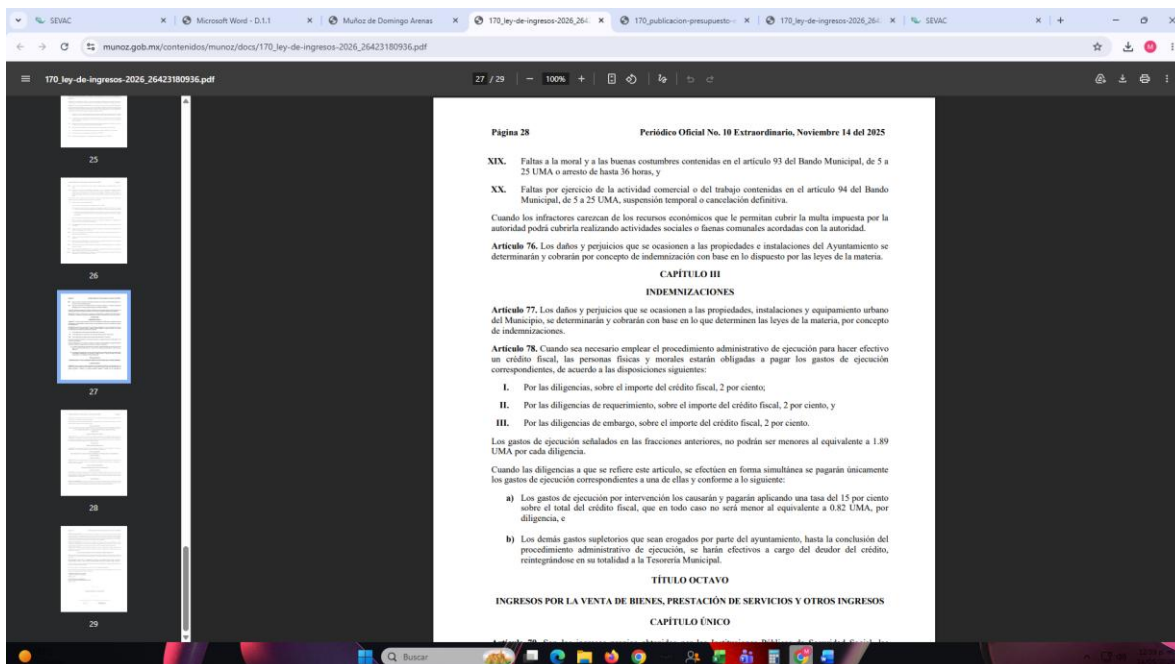 SEVAC
Microsoft Word - D.1.1
Muñoz de Domingo Arenas
170_ley-de-ingresos-2026_264
170_publicacion-presupuesto-
170_ley-de-ingresos-2026_264
SEVAC
munoz.gob.mx/contenidos/munoz/docs/170_ley-de-ingresos-2026_26423180936.pdf
170_ley-de-ingresos-2026_26423180936.pdf
27 / 29
100%
25
26
27
28
29
Página 28 Periódico Oficial No. 10 Extraordinario, Noviembre 14 del 2025
XIX. Faltas a la moral y a las buenas costumbres contenidas en el artículo 93 del Bando Municipal, de 5 a
25 UMA o arresto de hasta 36 horas, y
XX. Faltas por ejercicio de la actividad comercial o del trabajo contenidas en el artículo 94 del Bando
Municipal, de 5 a 25 UMA, suspensión temporal o cancelación definitiva.
Cuando los infractores carezcan de los recursos económicos que le permitan cubrir la multa impuesta por la
autoridad podrá cubrirla realizando actividades sociales o faenas comunales acordadas con la autoridad.
Artículo 76. Los daños y perjuicios que se ocasionen a las propiedades e instalaciones del Ayuntamiento se
determinarán y cobrarán por concepto de indemnización con base en lo dispuesto por las leyes de la materia.
CAPÍTULO III
INDEMNIZACIONES
Artículo 77. Los daños y perjuicios que se ocasionen a las propiedades, instalaciones y equipamiento urbano
del Municipio, se determinarán y cobrarán con base en lo que determinen las leyes de la materia, por concepto
de indemnizaciones.
Artículo 78. Cuando sea necesario emplear el procedimiento administrativo de ejecución para hacer efectivo
un crédito fiscal, las personas físicas y morales estarán obligadas a pagar los gastos de ejecución
correspondientes, de acuerdo a las disposiciones siguientes:
I. Por las diligencias, sobre el importe del crédito fiscal, 2 por ciento;
II. Por las diligencias de requerimiento, sobre el importe del crédito fiscal, 2 por ciento, y
III. Por las diligencias de embargo, sobre el importe del crédito fiscal, 2 por ciento.
Los gastos de ejecución señalados en las fracciones anteriores, no podrán ser menores al equivalente a 1.89
UMA por cada diligencia.
Cuando las diligencias a que se refiere este artículo, se efectúen en forma simultánea se pagarán únicamente
los gastos de ejecución correspondientes a una de ellas y conforme a lo siguiente:
a) Los gastos de ejecución por intervención los causarán y pagarán aplicando una tasa del 15 por ciento
sobre el total del crédito fiscal, que en todo caso no será menor al equivalente a 0.82 UMA, por
diligencia, e
b) Los demás gastos supletorios que sean erogados por parte del ayuntamiento, hasta la conclusión del
procedimiento administrativo de ejecución, se harán efectivos a cargo del deudor del crédito,
reintegrándose en su totalidad a la Tesorería Municipal.
TÍTULO OCTAVO
INGRESOS POR LA VENTA DE BIENES, PRESTACIÓN DE SERVICIOS Y OTROS INGRESOS
CAPÍTULO ÚNICO
Buscar